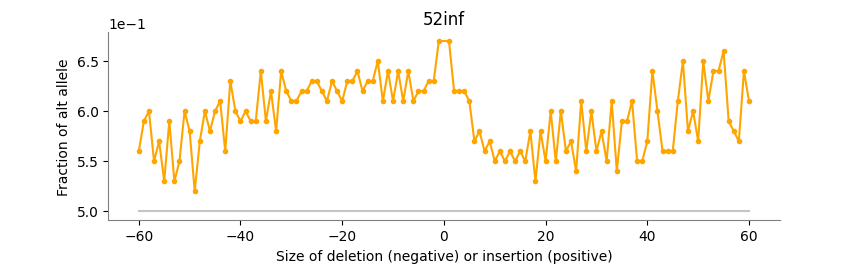 52inf
1e−1
6.5
6.0
5.5
5.0
Fraction of alt allele
−60 −40 −20 0 20 40 60
Size of deletion (negative) or insertion (positive)